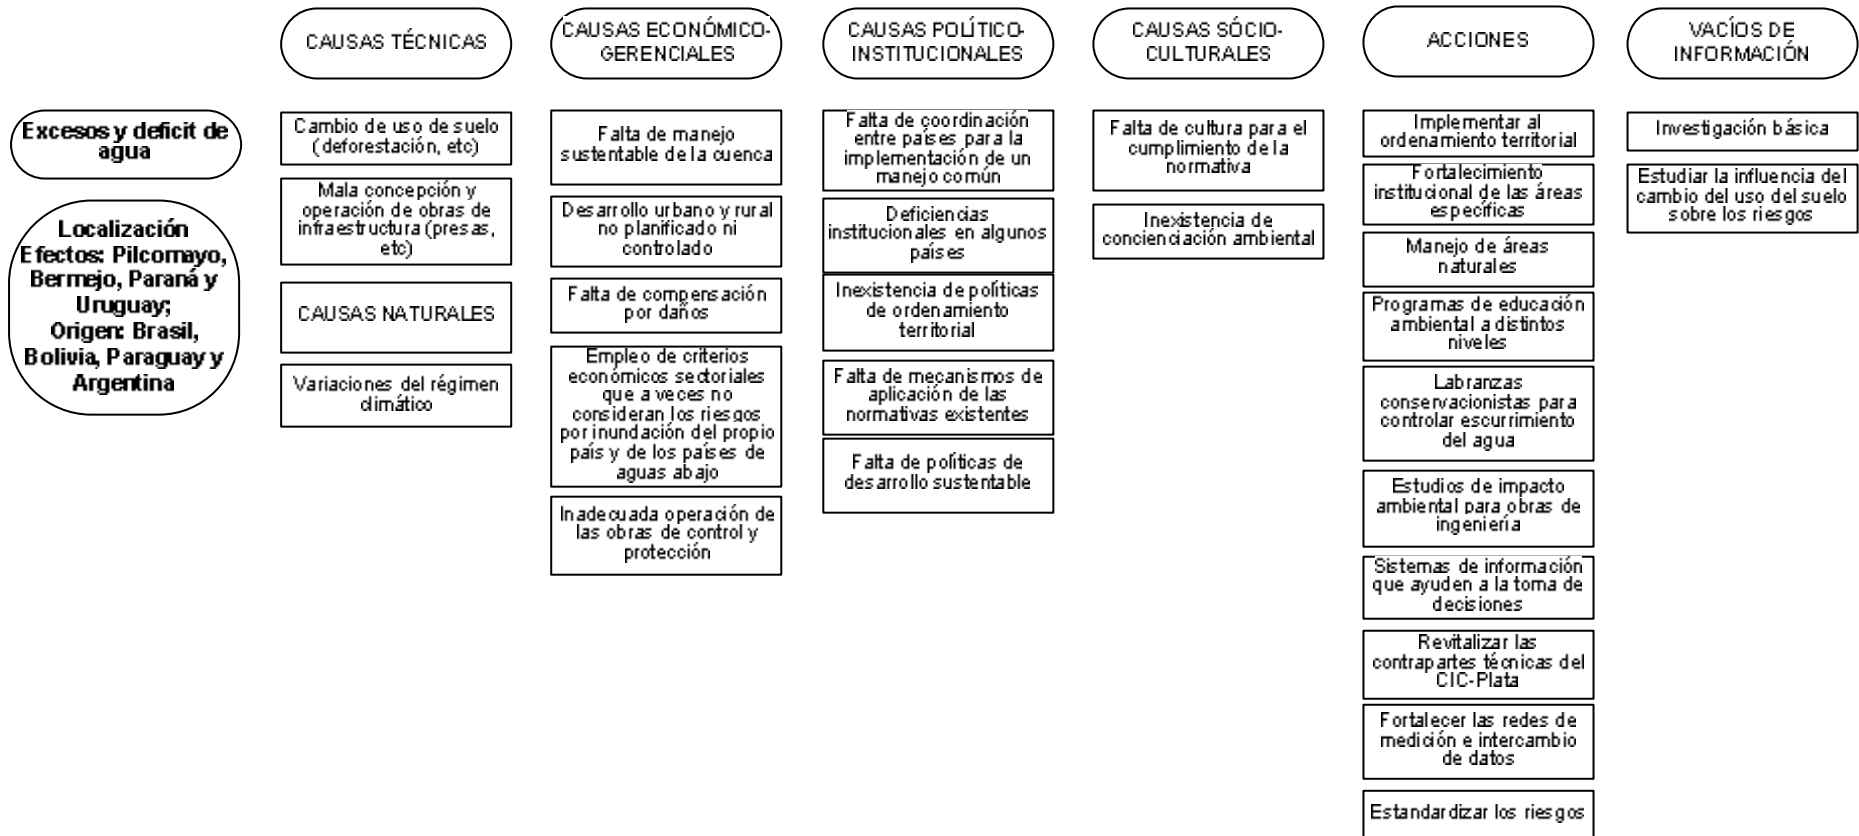 CAUSAS TÉCNICAS
CAUSAS ECONÓMICO-
GERENCIALES
CAUSAS POLÍTICO-
INSTITUCIONALES
CAUSAS SÓCIO-
CULTURALES
ACCIONES
VACÍOS DE
INFORMACIÓN
Excesos y deficit de
agua
Localización
Efectos: Pilcomayo,
Bermejo, Paraná y
Uruguay;
Origen: Brasil,
Bolivia, Paraguay y
Argentina
Cambio de uso de suelo
(deforestación, etc)
Mala concepción y
operación de obras de
infraestructura (presas,
etc)
CAUSAS NATURALES
Variaciones del régimen
climático
Falta de manejo
sustentable de la cuenca
Desarrollo urbano y rural
no planificado ni
controlado
Falta de compensación
por daños
Empleo de criterios
económicos sectoriales
que a veces no
consideran los riesgos
por inundación del propio
país y de los países de
aguas abajo
Inadecuada operación de
las obras de control y
protección
Falta de coordinación
entre países para la
implementación de un
manejo común
Deficiencias
institucionales en algunos
países
Inexistencia de políticas
de ordenamiento
territorial
Falta de mecanismos de
aplicación de las
normativas existentes
Falta de políticas de
desarrollo sustentable
Falta de cultura para el
cumplimiento de la
normativa
Inexistencia de
concienciación ambiental
Implementar al
ordenamiento territorial
Fortalecimiento
institucional de las áreas
específicas
Manejo de áreas
naturales
Programas de educación
ambiental a distintos
niveles
Labranzas
conservacionistas para
controlar escurrimiento
del agua
Estudios de impacto
ambiental para obras de
ingeniería
Sistemas de información
que ayuden a la toma de
decisiones
Revitalizar las
contrapartes técnicas del
CIC-Plata
Fortalecer las redes de
medición e intercambio
de datos
Estandardizar los riesgos
Investigación básica
Estudiar la influencia del
cambio del uso del suelo
sobre los riesgos